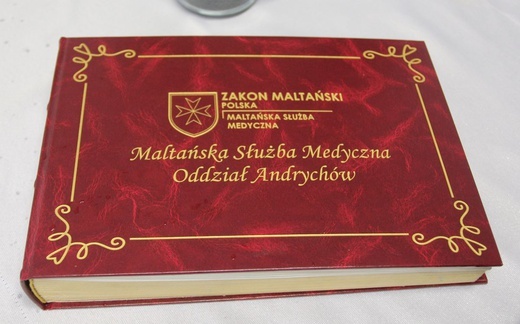 ZAKON MALTAŃSKI
POLSKA
MALTAŃSKA SŁUŻBA
MEDYCZNA
Maltańska Służba Medyczna
Oddział Andrychów